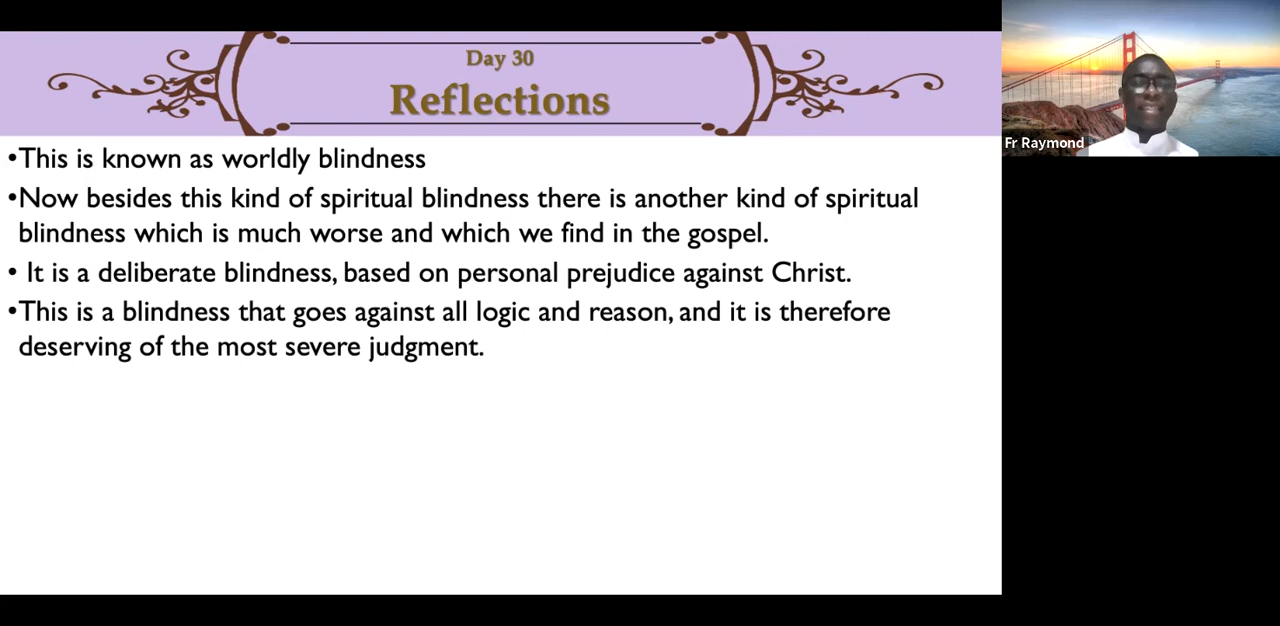 Day 30
Reflections
•This is known as worldly blindness
•Now besides this kind of spiritual blindness there is another kind of spiritual
blindness which is much worse and which we find in the gospel.
• It is a deliberate blindness, based on personal prejudice against Christ.
•This is a blindness that goes against all logic and reason, and it is therefore
deserving of the most severe judgment.
Fr Raymond